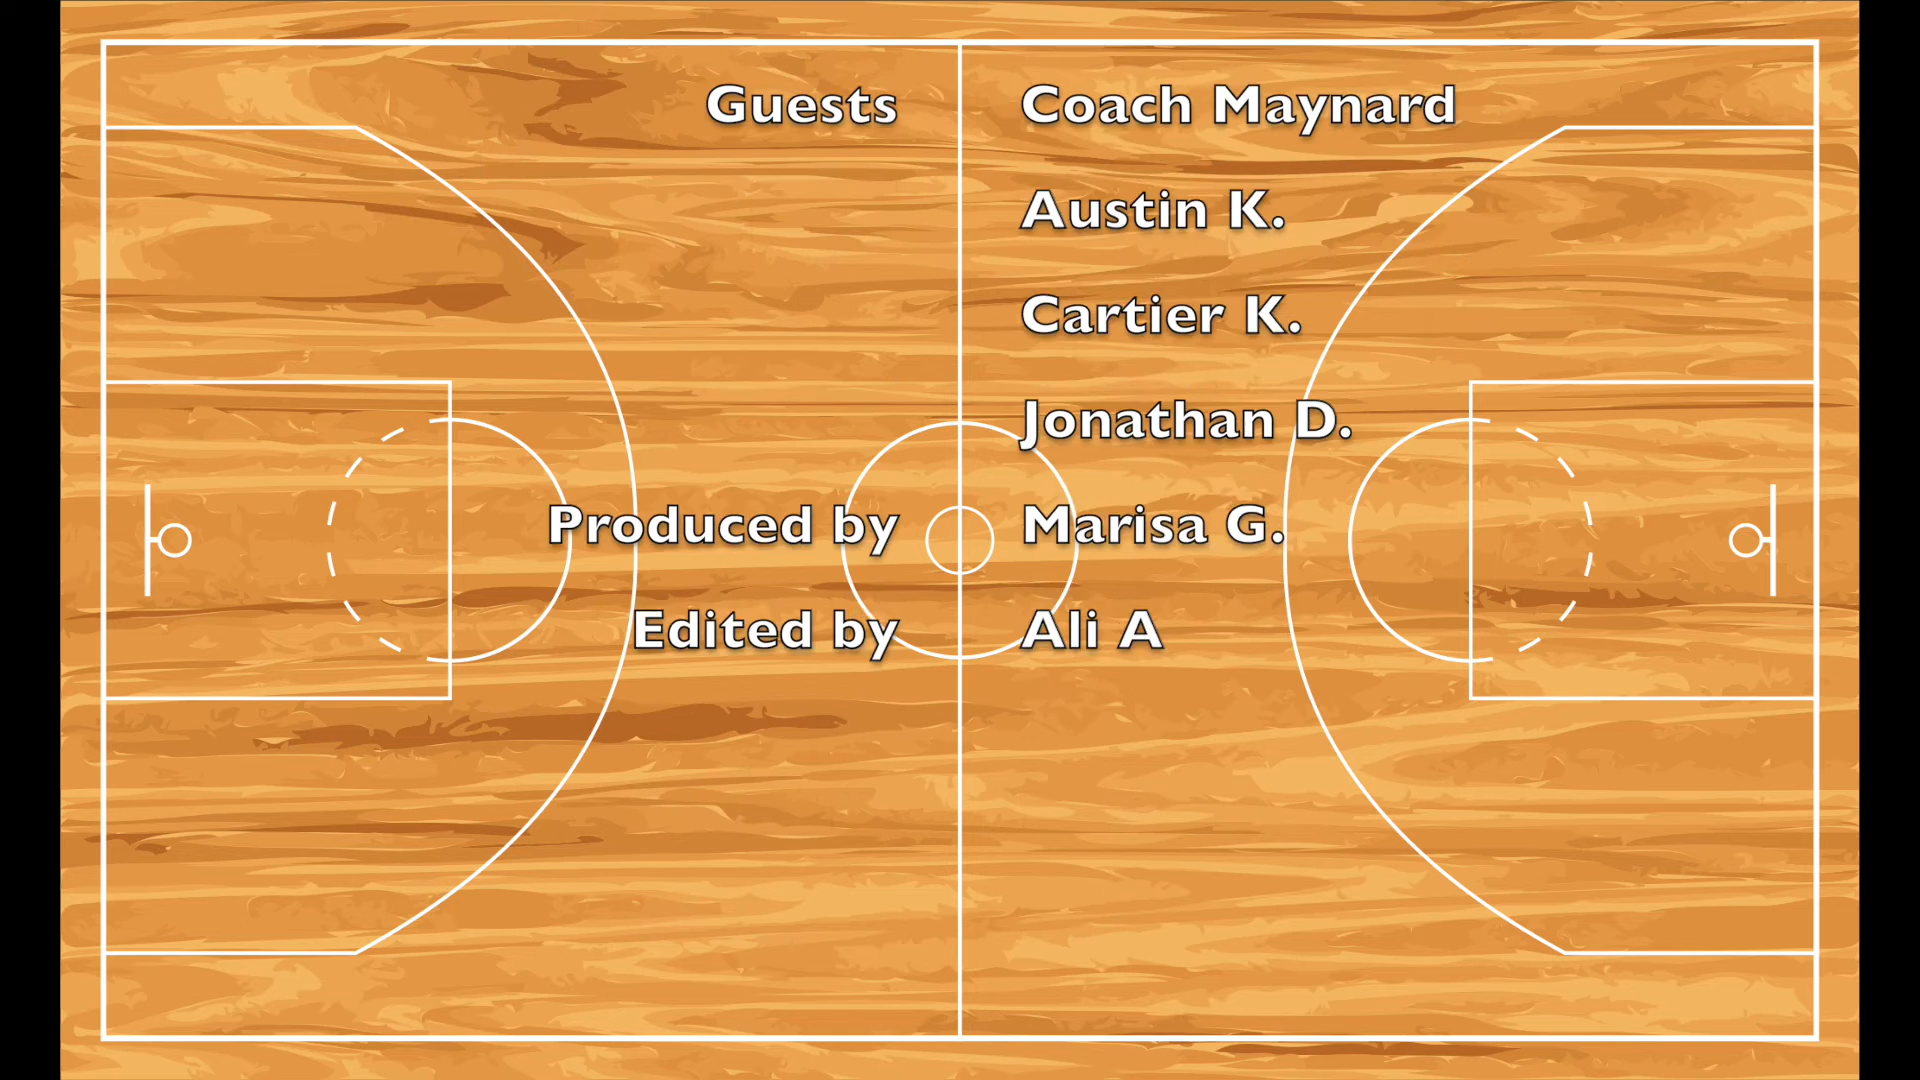 Guests Coach Maynard
Austin K.
Cartier K.
Jonathan D.
Produced by Marisa G.
Edited by Ali A